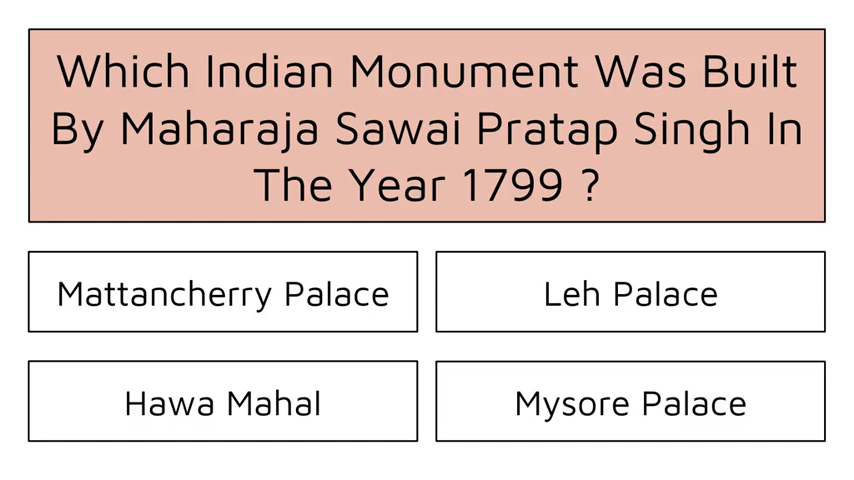 Which Indian Monument Was Built
By Maharaja Sawai Pratap Singh In
The Year 1799 ?
Mattancherry Palace
Leh Palace
Hawa Mahal
Mysore Palace